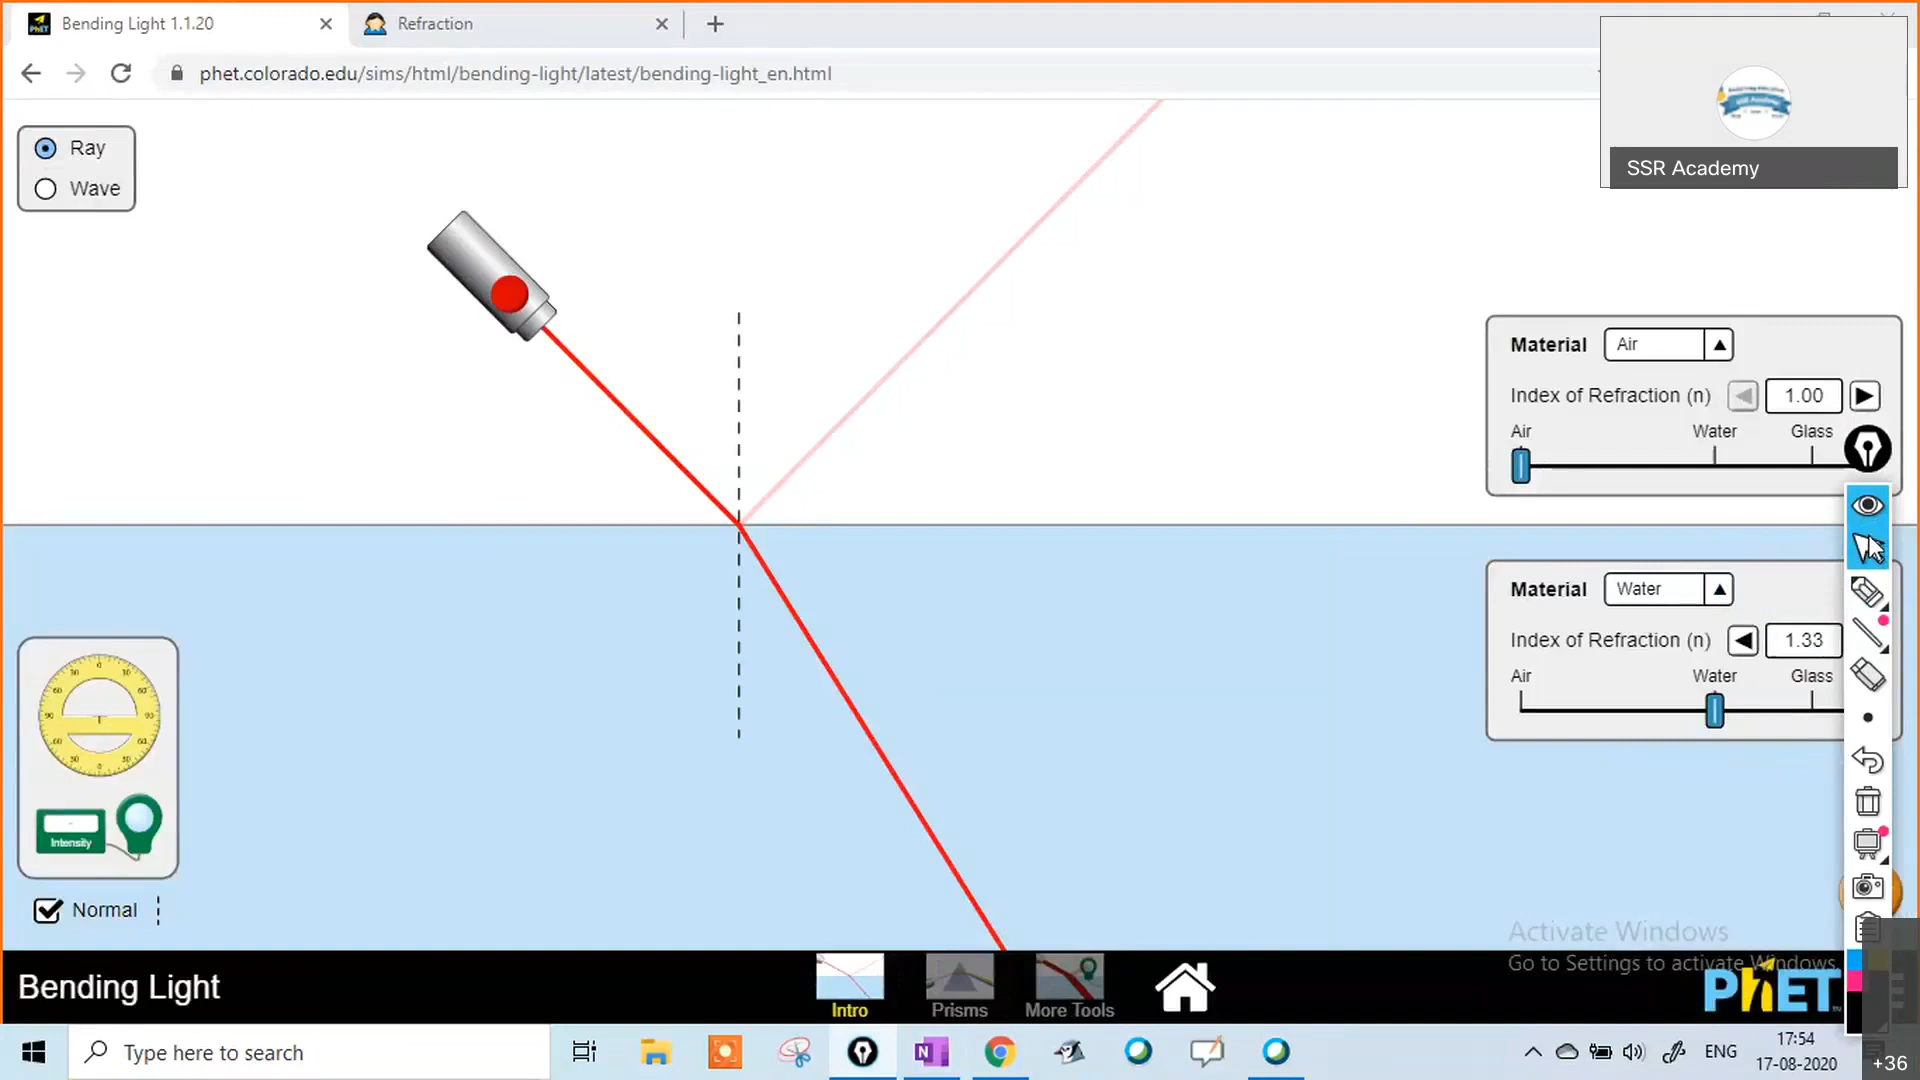 Bending Light 1.1.20
Refraction
phet.colorado.edu/sims/html/bending-light/latest/bending-light_en.html
SSR Academy
Ray
Wave
Material Air
Index of Refraction (n) 1.00
Air Water Glass
Material Water
Index of Refraction (n) 1.33
Air Water Glass
Intensity
Normal
Activate Windows
Go to Settings to activate Windows.
Bending Light
Intro
Prisms
More Tools
PhET
Type here to search
ENG
17:54
17-08-2020
+36